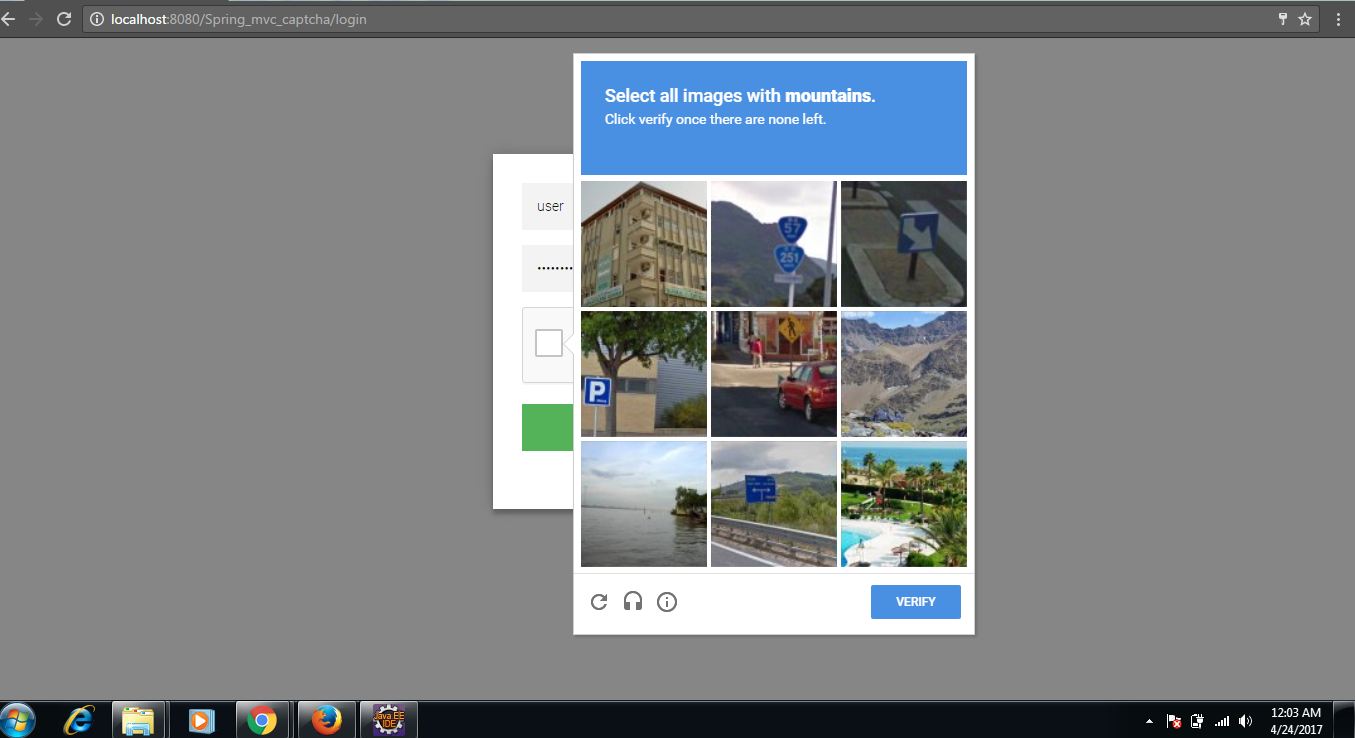 localhost:8080/Spring_mvc_captcha/login
Select all images with mountains.
Click verify once there are none left.
user
••••••••
57
251
P
VERIFY
Java EE
IDE
12:03 AM
4/24/2017